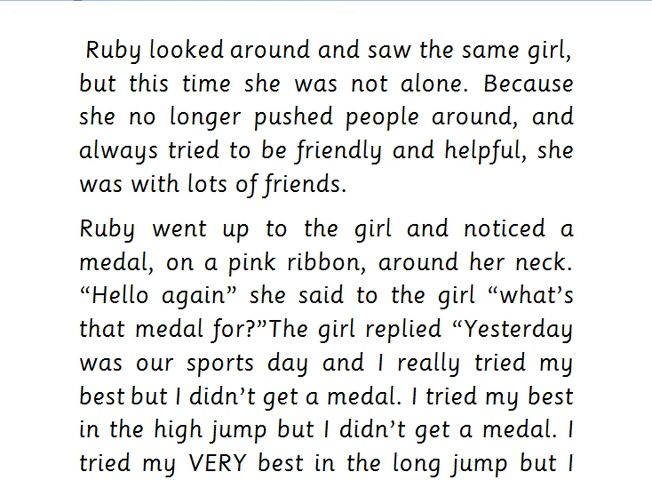 Ruby looked around and saw the same girl,
but this time she was not alone. Because
she no longer pushed people around, and
always tried to be friendly and helpful, she
was with lots of friends.
Ruby went up to the girl and noticed a
medal, on a pink ribbon, around her neck.
“Hello again” she said to the girl “what’s
that medal for?”The girl replied “Yesterday
was our sports day and I really tried my
best but I didn’t get a medal. I tried my best
in the high jump but I didn’t get a medal. I
tried my VERY best in the long jump but I